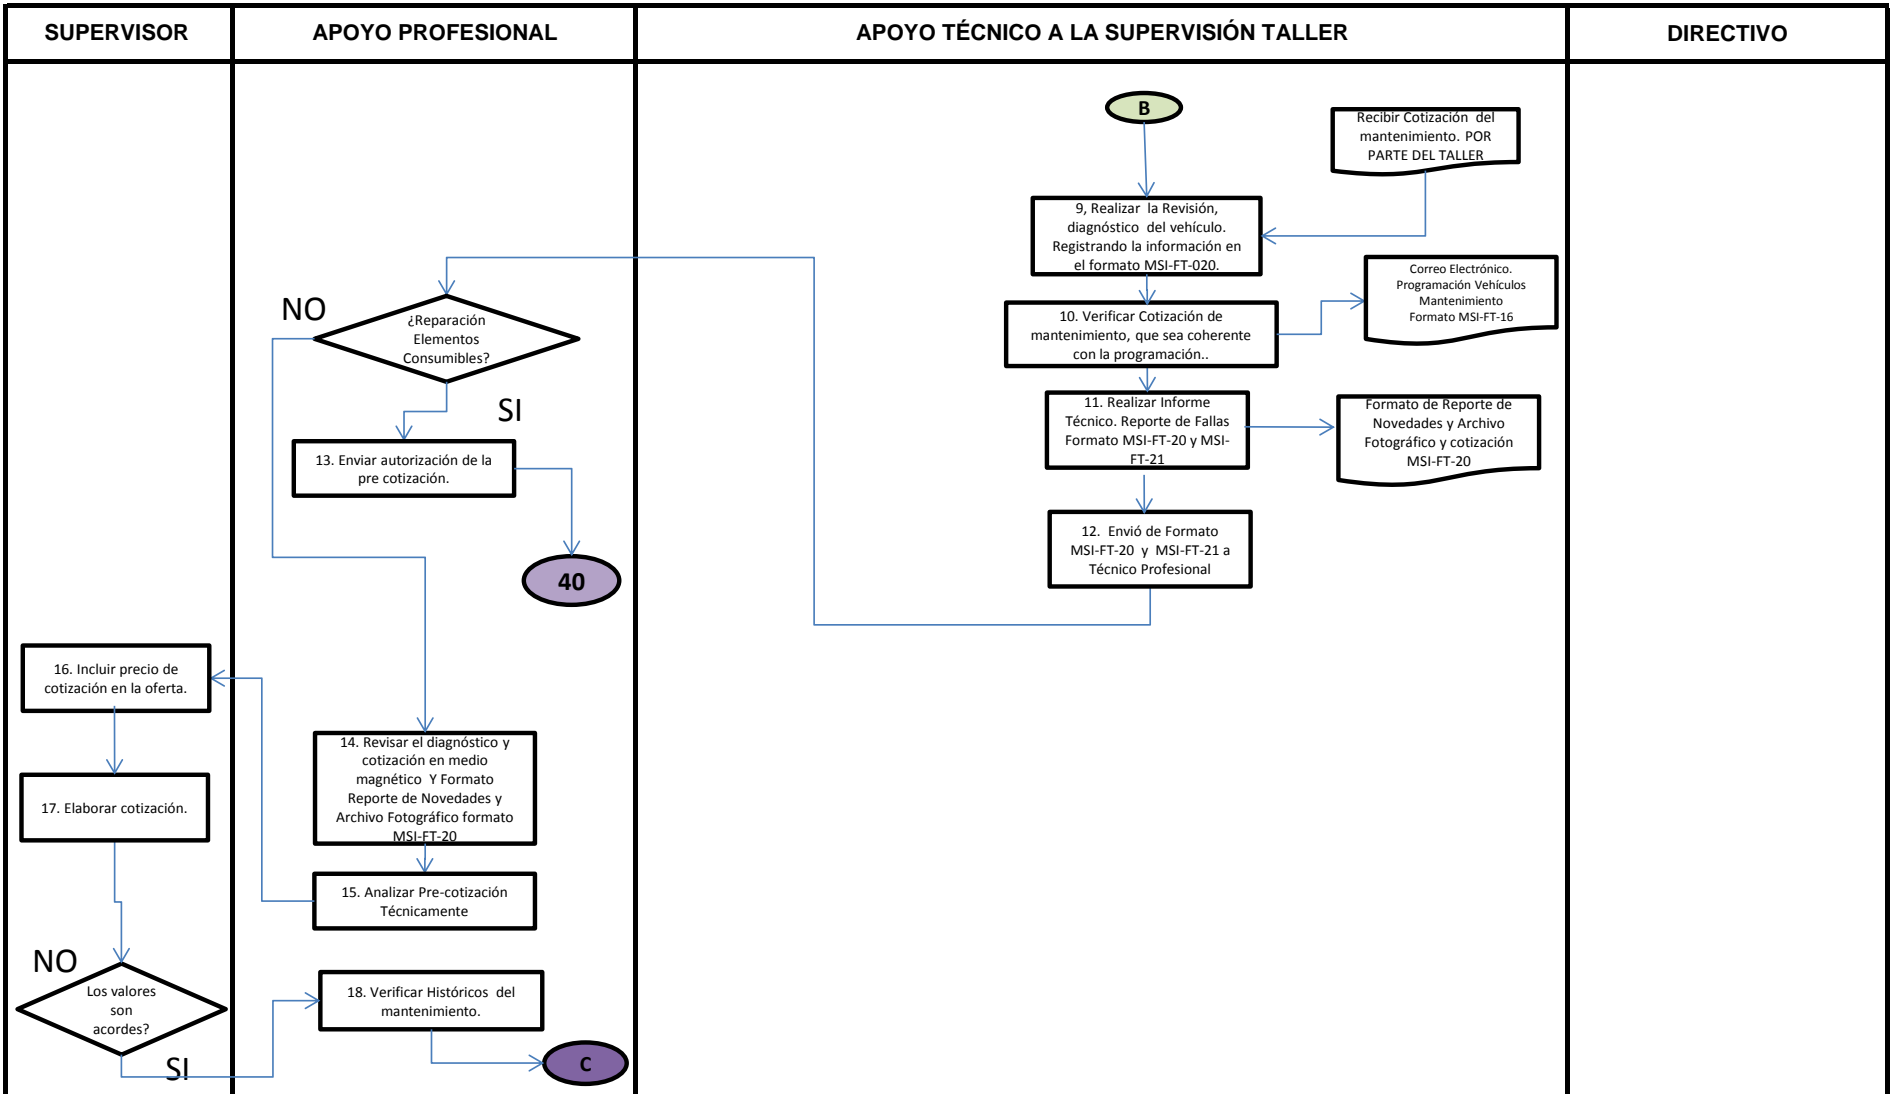 SUPERVISOR
APOYO PROFESIONAL
APOYO TÉCNICO A LA SUPERVISIÓN TALLER
DIRECTIVO
B
Recibir Cotización del
mantenimiento. POR
PARTE DEL TALLER
9, Realizar la Revisión,
diagnóstico del vehículo.
Registrando la información en
el formato MSI-FT-020.
Correo Electrónico.
Programación Vehículos
Mantenimiento
Formato MSI-FT-16
10. Verificar Cotización de
mantenimiento, que sea coherente
con la programación..
11. Realizar Informe
Técnico. Reporte de Fallas
Formato MSI-FT-20 y MSI-
FT-21
Formato de Reporte de
Novedades y Archivo
Fotográfico y cotización
MSI-FT-20
12. Envió de Formato
MSI-FT-20 y MSI-FT-21 a
Técnico Profesional
NO
¿Reparación
Elementos
Consumibles?
SI
13. Enviar autorización de la
pre cotización.
40
14. Revisar el diagnóstico y
cotización en medio
magnético Y Formato
Reporte de Novedades y
Archivo Fotográfico formato
MSI-FT-20
15. Analizar Pre-cotización
Técnicamente
16. Incluir precio de
cotización en la oferta.
17. Elaborar cotización.
NO
Los valores
son
acordes?
SI
18. Verificar Históricos del
mantenimiento.
C